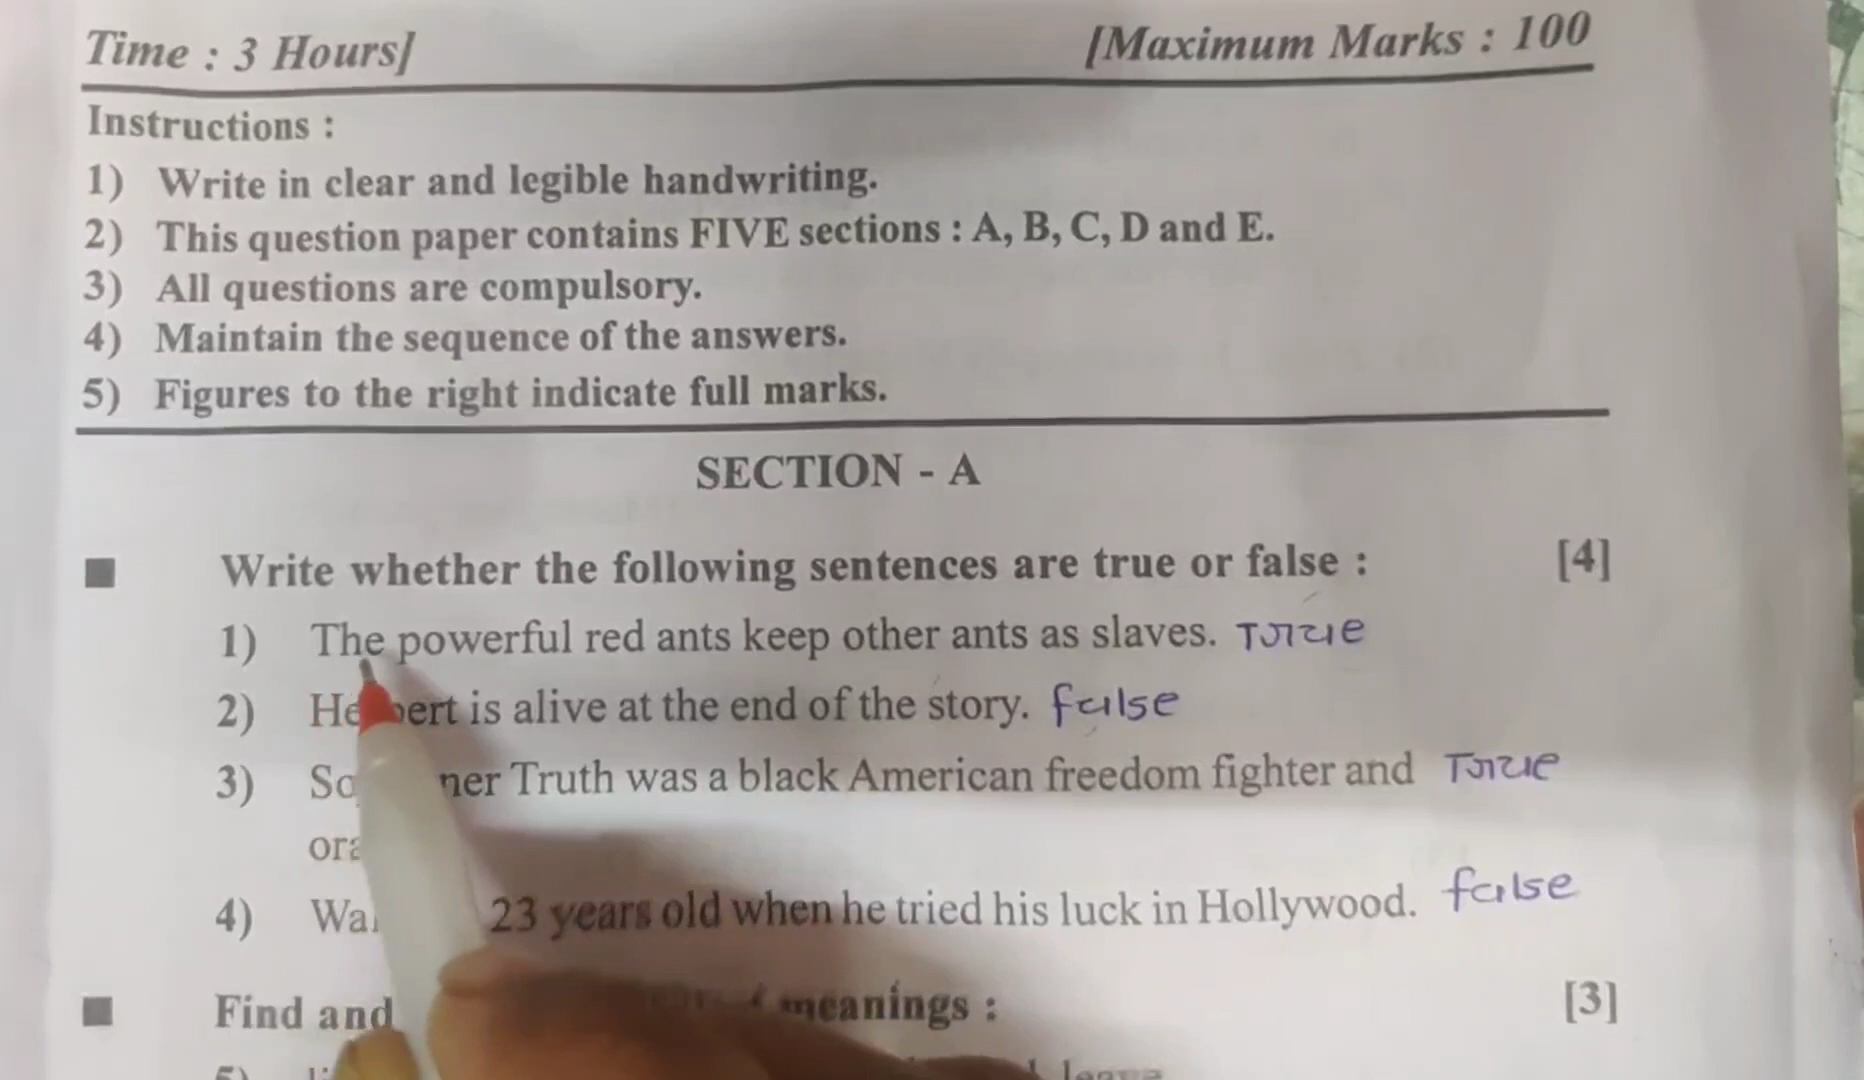 Time : 3 Hours] [Maximum Marks : 100
Instructions :
1) Write in clear and legible handwriting.
2) This question paper contains FIVE sections : A, B, C, D and E.
3) All questions are compulsory.
4) Maintain the sequence of the answers.
5) Figures to the right indicate full marks.
SECTION - A
Write whether the following sentences are true or false : [4]
1) The powerful red ants keep other ants as slaves. True
2) is alive at the end of the story. false
3) Truth was a black American freedom fighter and True
4) 23 years old when he tried his luck in Hollywood. false
Find and meanings : [3]
5)